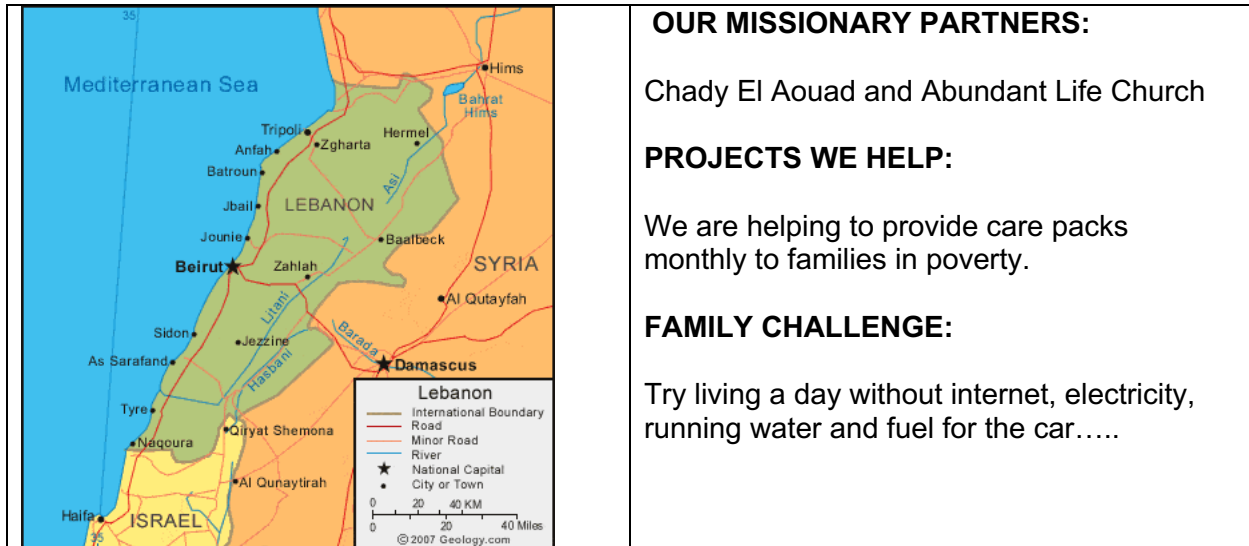 35
Mediterranean Sea
Hims
Bahrat
Hims
Tripoli
Zgharta
Hermel
Anfah
Batroun
Asi
Jbail
LEBANON
Jounie
Baalbeck
Beirut
Zahlah
SYRIA
Al Qutayfah
Litani
Sidon
Jezzine
Barada
As Sarafand
Hasbani
Damascus
Tyre
Qiryat Shemona
Naqoura
Al Qunaytirah
Haifa
ISRAEL
35
Lebanon
International Boundary
Road
Minor Road
River
National Capital
City or Town
0 20 40 KM
0 20 40 Miles
© 2007 Geology.com
OUR MISSIONARY PARTNERS:
Chady El Aouad and Abundant Life Church
PROJECTS WE HELP:
We are helping to provide care packs
monthly to families in poverty.
FAMILY CHALLENGE:
Try living a day without internet, electricity,
running water and fuel for the car…..